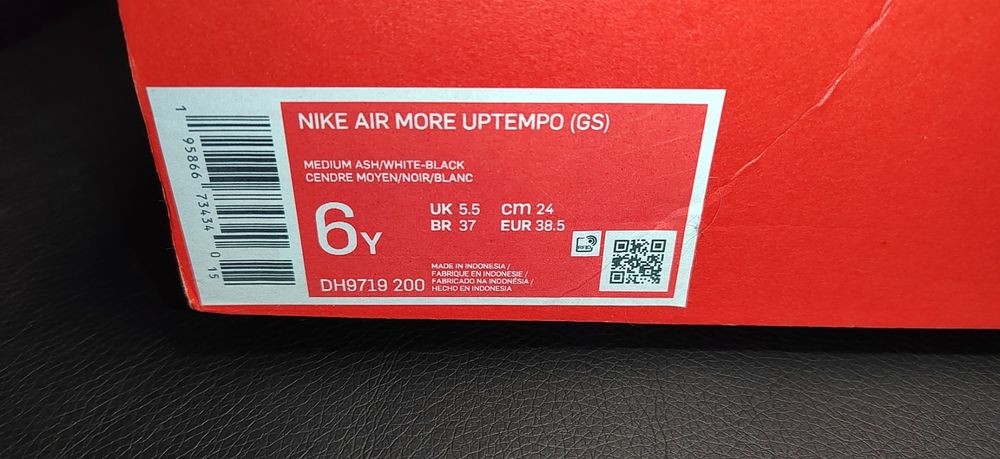 NIKE AIR MORE UPTEMPO (GS)
MEDIUM ASH/WHITE-BLACK
CENDRE MOYEN/NOIR/BLANC
6Y
UK 5.5 cm 24
BR 37 EUR 38.5
DH9719 200
MADE IN INDONESIA /
FABRIQUE EN INDONESIE /
FABRICADO NA INDONÉSIA /
HECHO EN INDONESIA
RFID
1 95866 73434 0 15